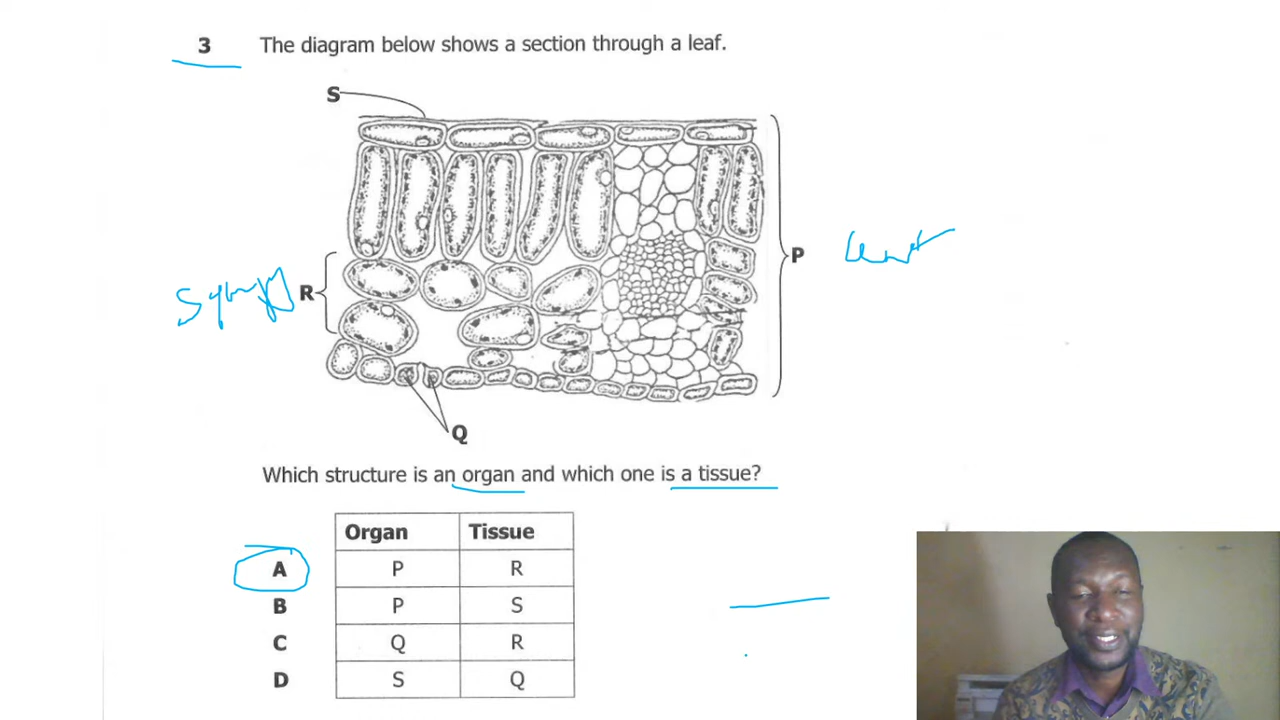 3 The diagram below shows a section through a leaf.
S
P
R
Q
Which structure is an organ and which one is a tissue?
Organ Tissue
A P R
B P S
C Q R
D S Q